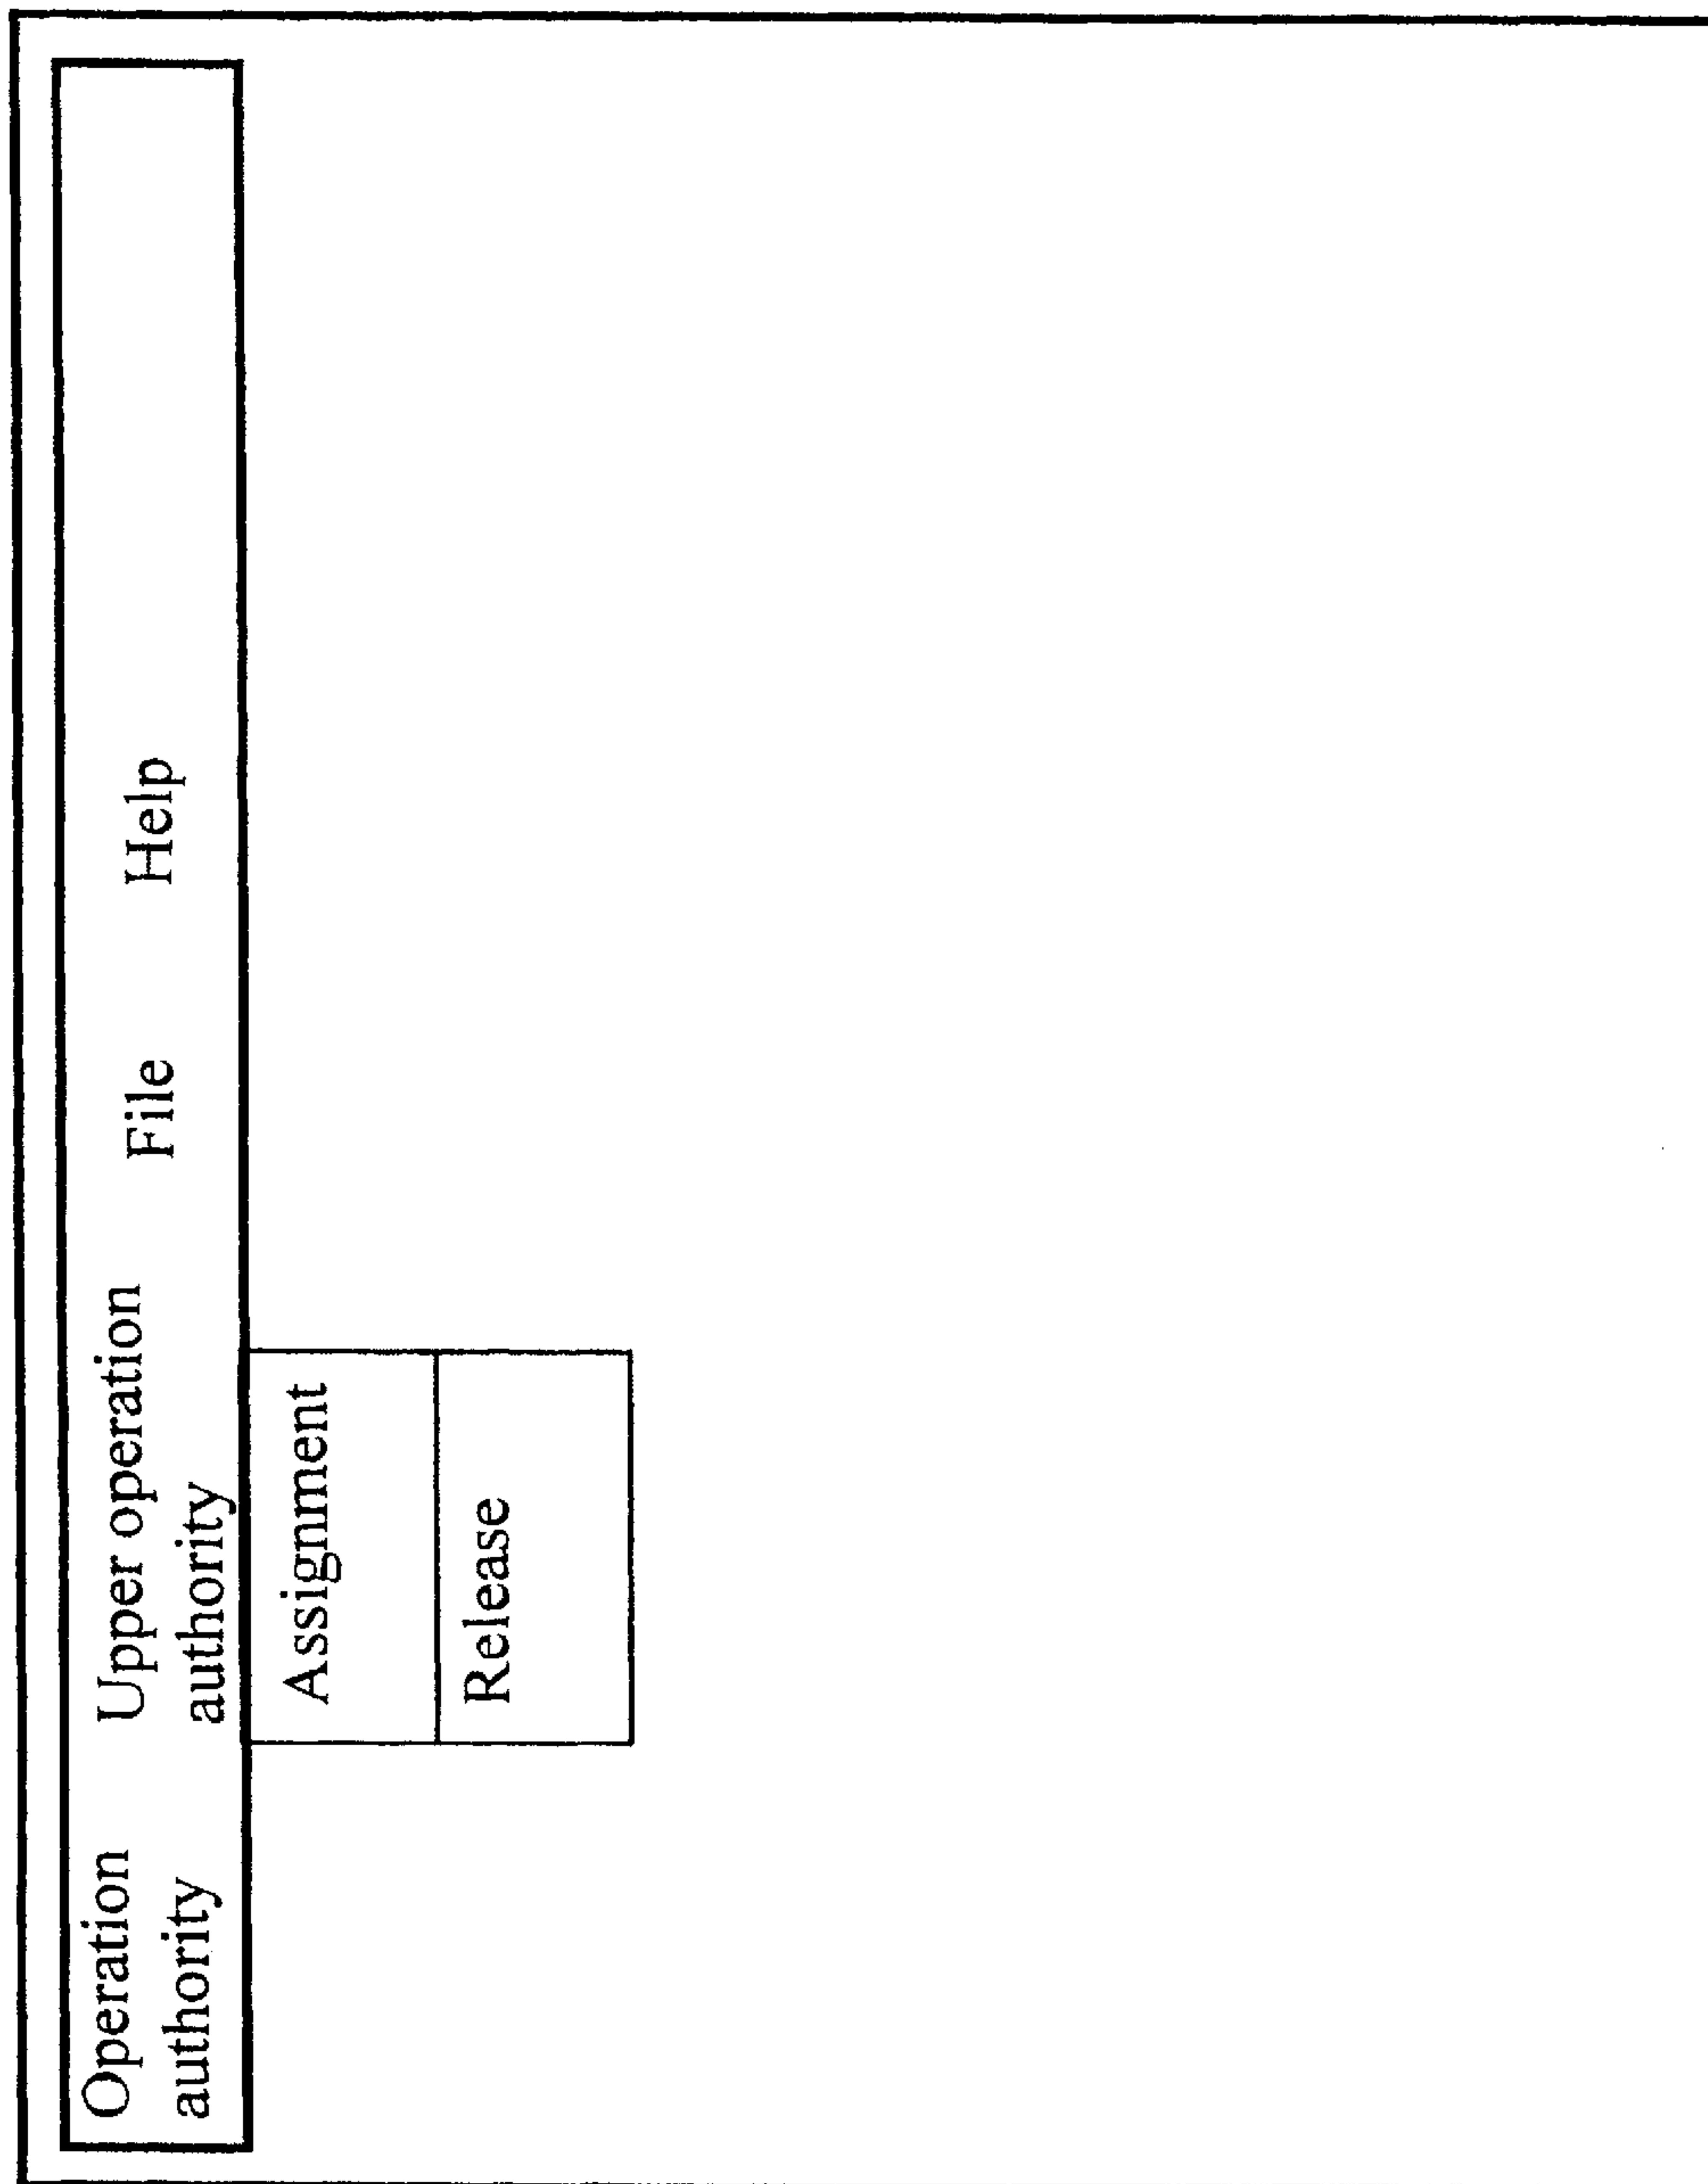 Operation
authority
Upper operation
authority
File
Help
Assignment
Release